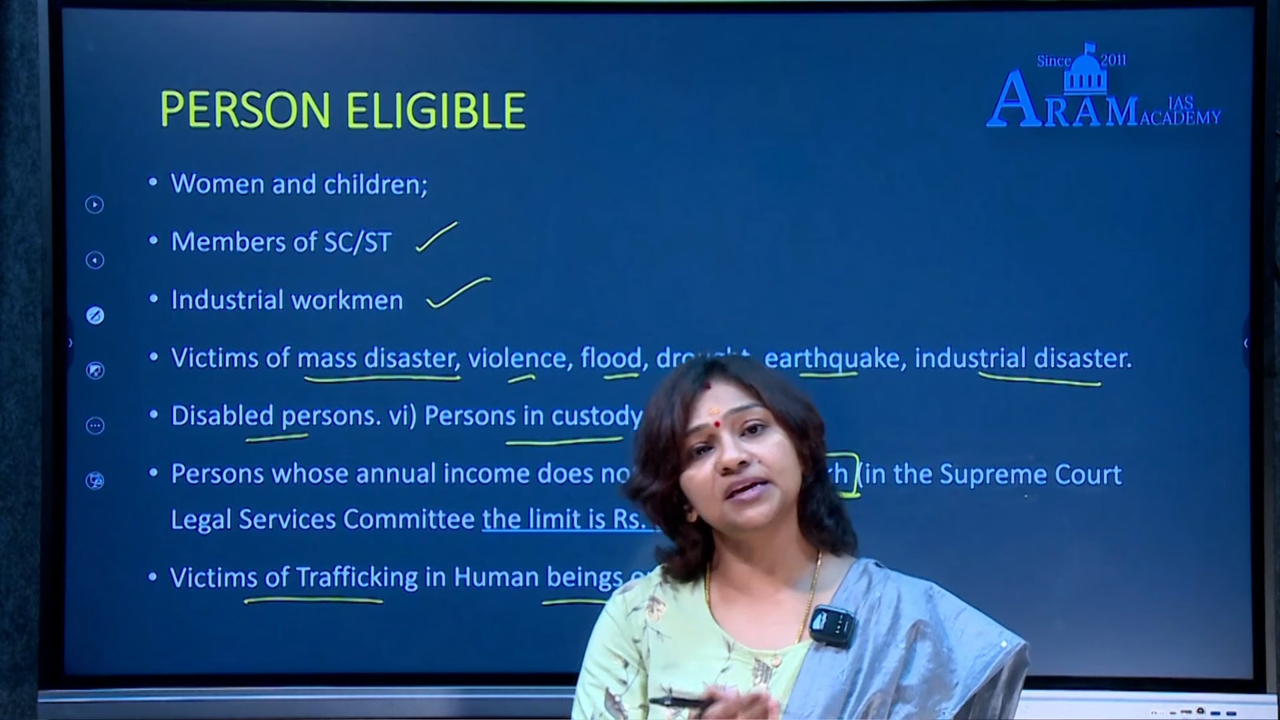 Since 2011
ARAM IAS ACADEMY
PERSON ELIGIBLE
• Women and children;
• Members of SC/ST
• Industrial workmen
• Victims of mass disaster, violence, flood, drought, earthquake, industrial disaster.
• Disabled persons. vi) Persons in custody
• Persons whose annual income does (in the Supreme Court
Legal Services Committee the limit is Rs.
• Victims of Trafficking in Human beings